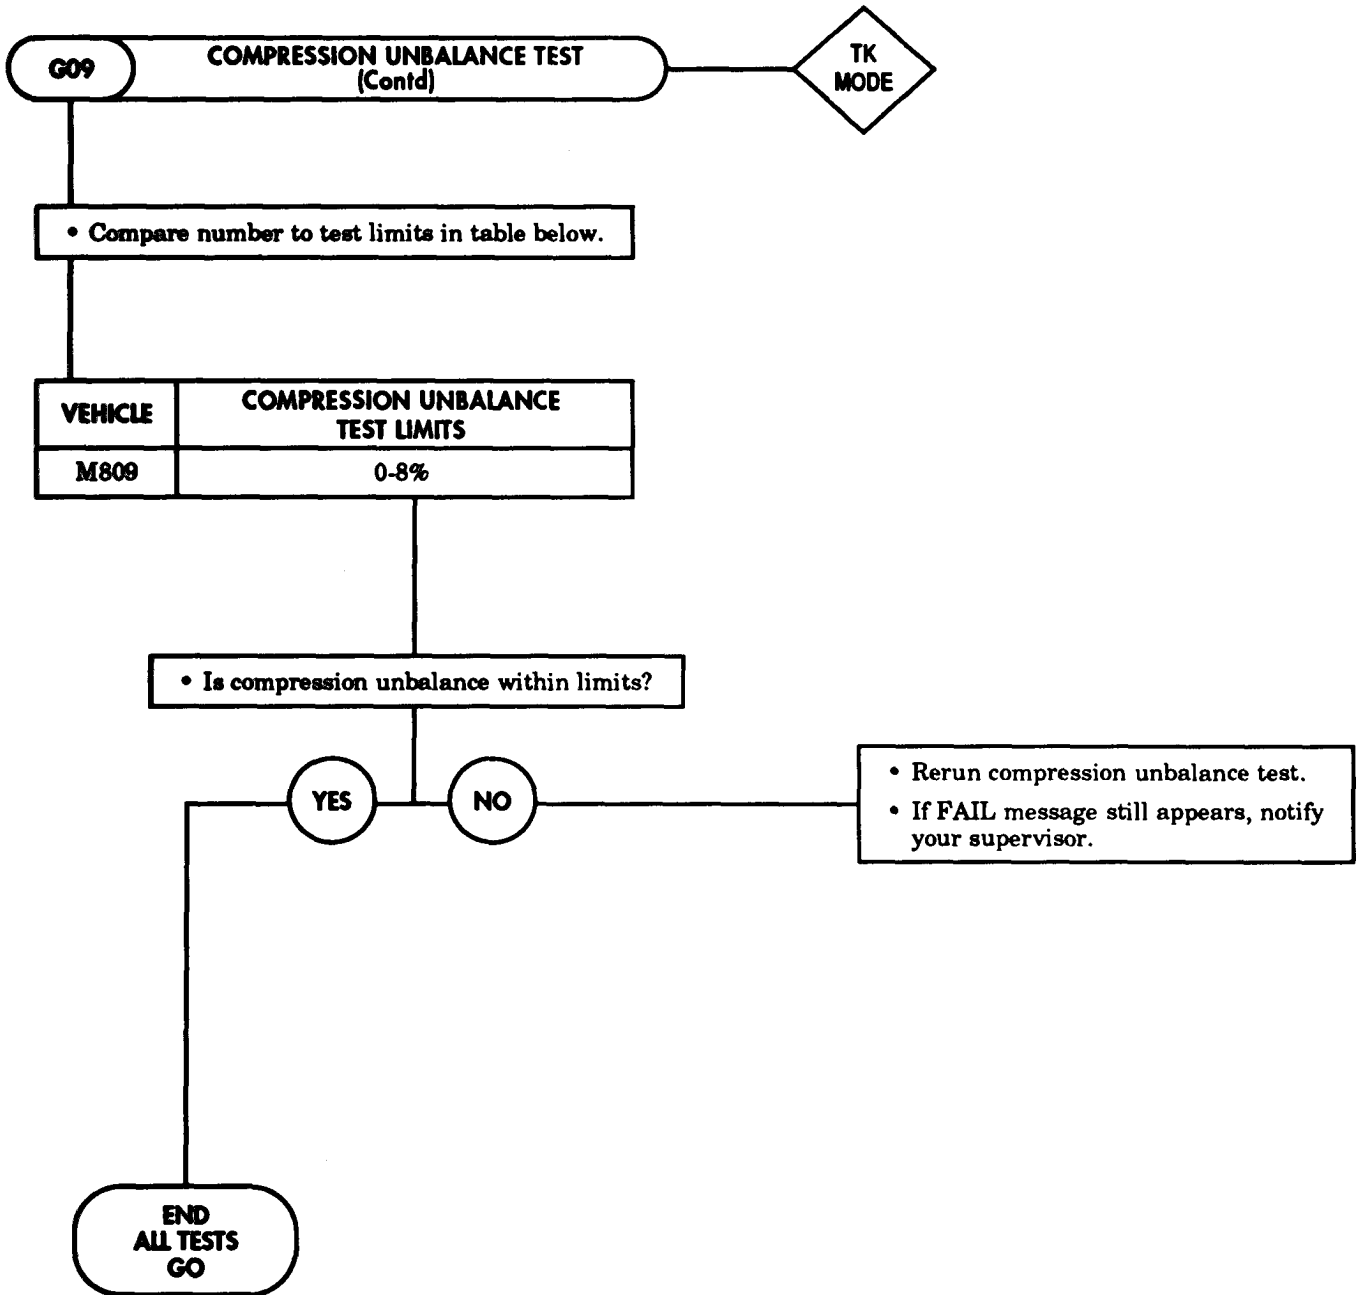 G09
COMPRESSION UNBALANCE TEST
(Contd)
TK
MODE
• Compare number to test limits in table below.
VEHICLE
COMPRESSION UNBALANCE
TEST LIMITS
M809
0-8%
• Is compression unbalance within limits?
YES
NO
• Rerun compression unbalance test.
• If FAIL message still appears, notify
your supervisor.
END
ALL TESTS
GO